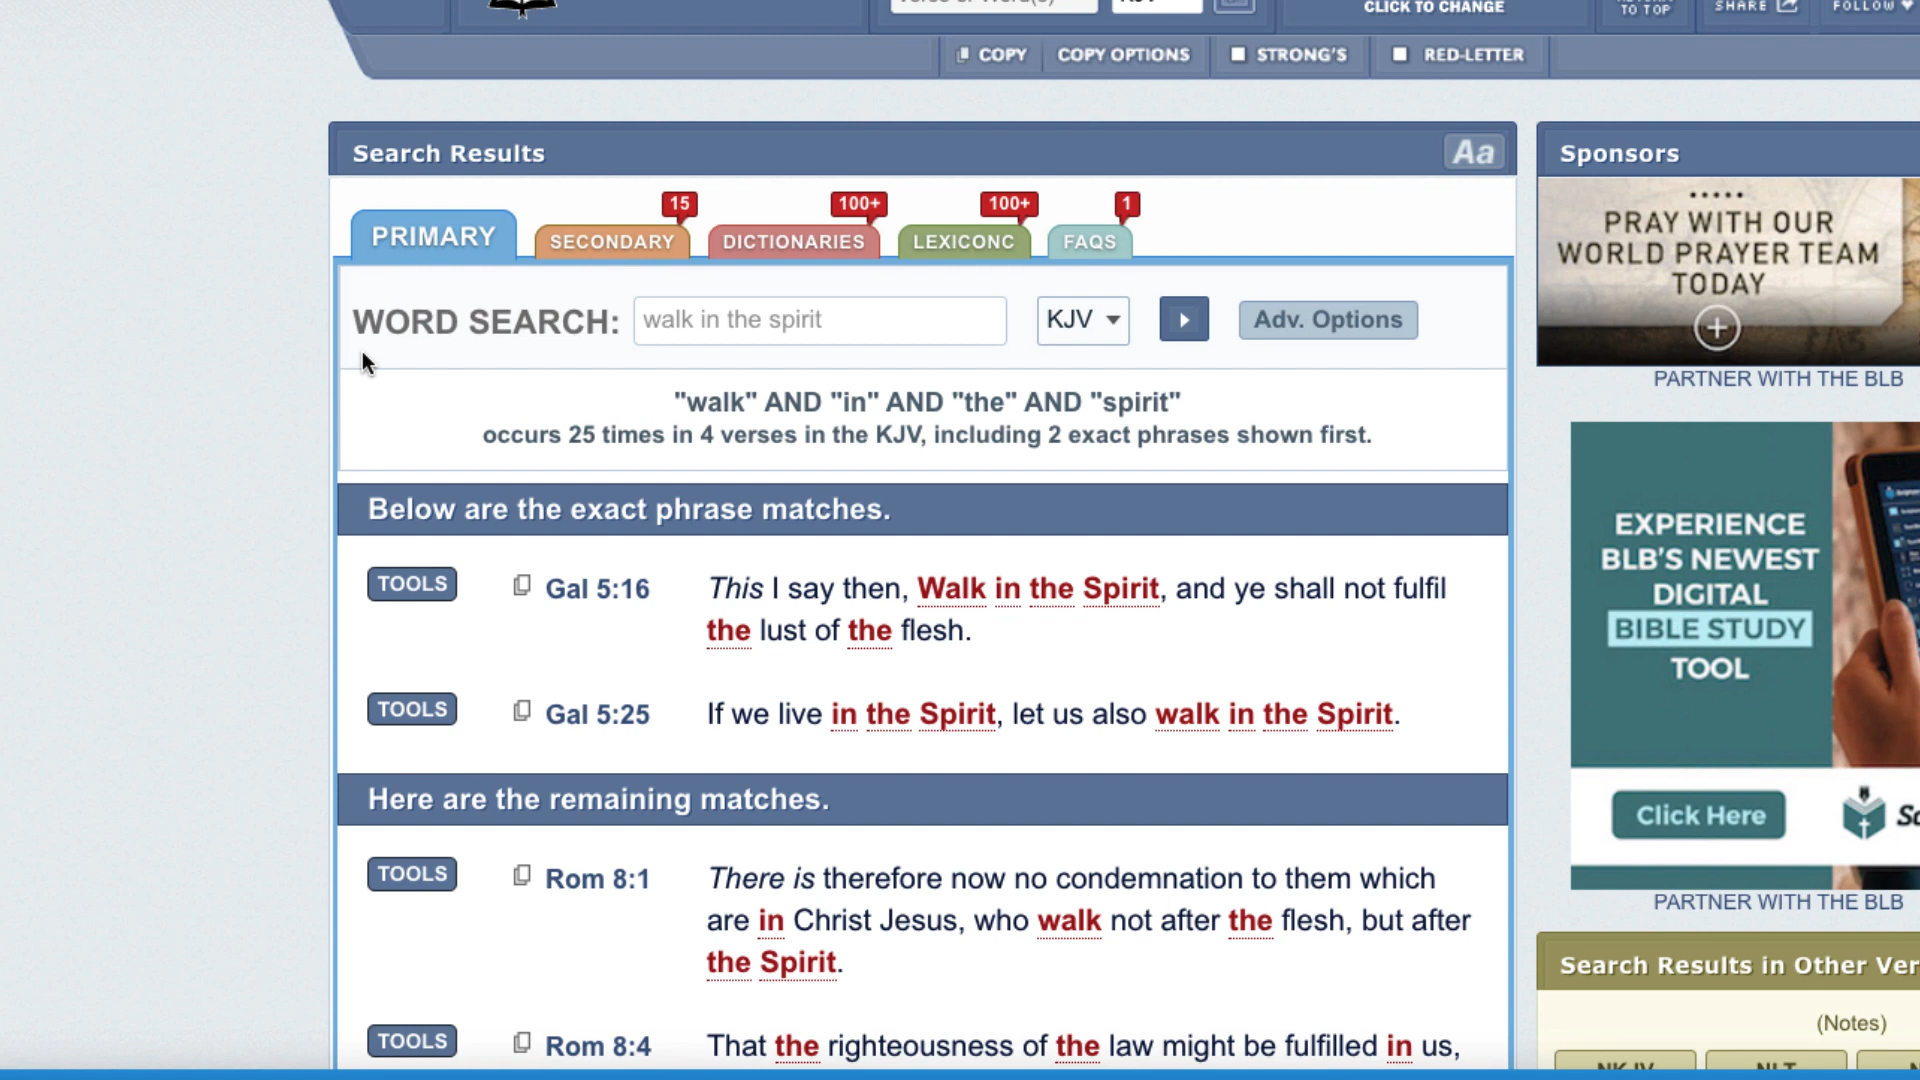 CLICK TO CHANGE
TO TOP
SHARE
FOLLOW
COPY
COPY OPTIONS
STRONG'S
RED-LETTER
Search Results
Aa
PRIMARY
SECONDARY
15
DICTIONARIES
100+
LEXICONC
100+
FAQS
1
WORD SEARCH:
walk in the spirit
KJV
Adv. Options
"walk" AND "in" AND "the" AND "spirit"
occurs 25 times in 4 verses in the KJV, including 2 exact phrases shown first.
Below are the exact phrase matches.
TOOLS
Gal 5:16
This I say then, Walk in the Spirit, and ye shall not fulfil
the lust of the flesh.
TOOLS
Gal 5:25
If we live in the Spirit, let us also walk in the Spirit.
Here are the remaining matches.
TOOLS
Rom 8:1
There is therefore now no condemnation to them which
are in Christ Jesus, who walk not after the flesh, but after
the Spirit.
TOOLS
Rom 8:4
That the righteousness of the law might be fulfilled in us,
Sponsors
PRAY WITH OUR
WORLD PRAYER TEAM
TODAY
PARTNER WITH THE BLB
EXPERIENCE
BLB'S NEWEST
DIGITAL
BIBLE STUDY
TOOL
Click Here
PARTNER WITH THE BLB
Search Results in Other Ver
(Notes)
NKJV
NLT